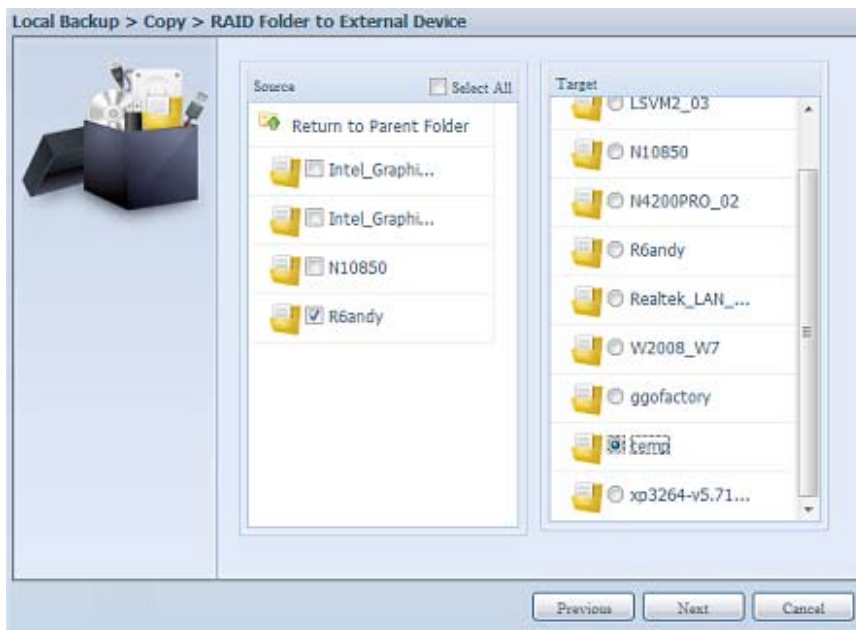 Local Backup > Copy > RAID Folder to External Device
Source
Select All
Return to Parent Folder
Intel_Graphi...
Intel_Graphi...
N10850
R6andy
Target
LSVM2_03
N10850
N4200PRO_02
R6andy
Realtek_LAN_...
W2008_W7
ggofactory
temp
xp3264-v5.71...
Previous
Next
Cancel